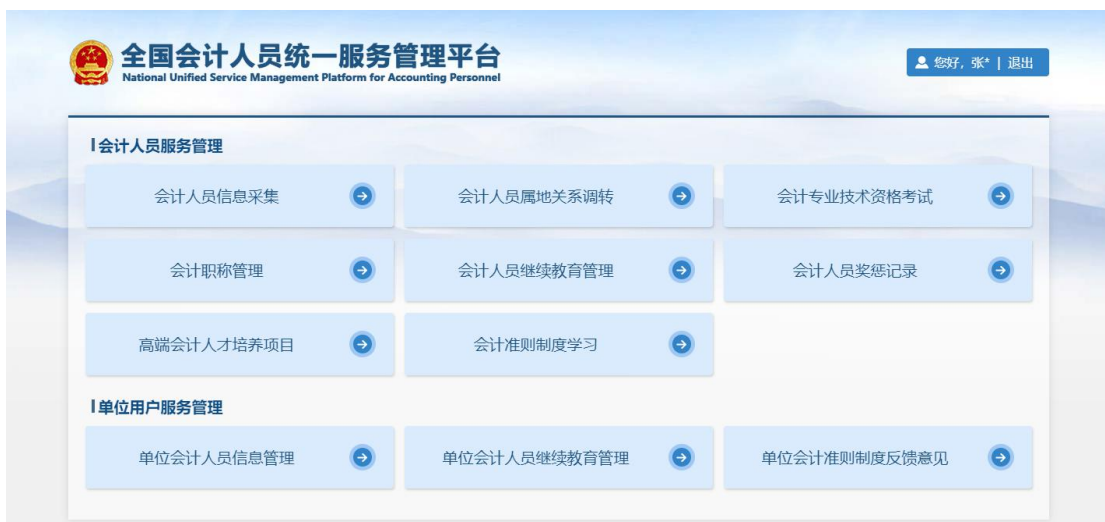 全国会计人员统一服务管理平台
National Unified Service Management Platform for Accounting Personnel
您好, 张* | 退出
会计人员服务管理
会计人员信息采集
会计人员属地关系调转
会计专业技术资格考试
会计职称管理
会计人员继续教育管理
会计人员奖惩记录
高端会计人才培养项目
会计准则制度学习
单位用户服务管理
单位会计人员信息管理
单位会计人员继续教育管理
单位会计准则制度反馈意见